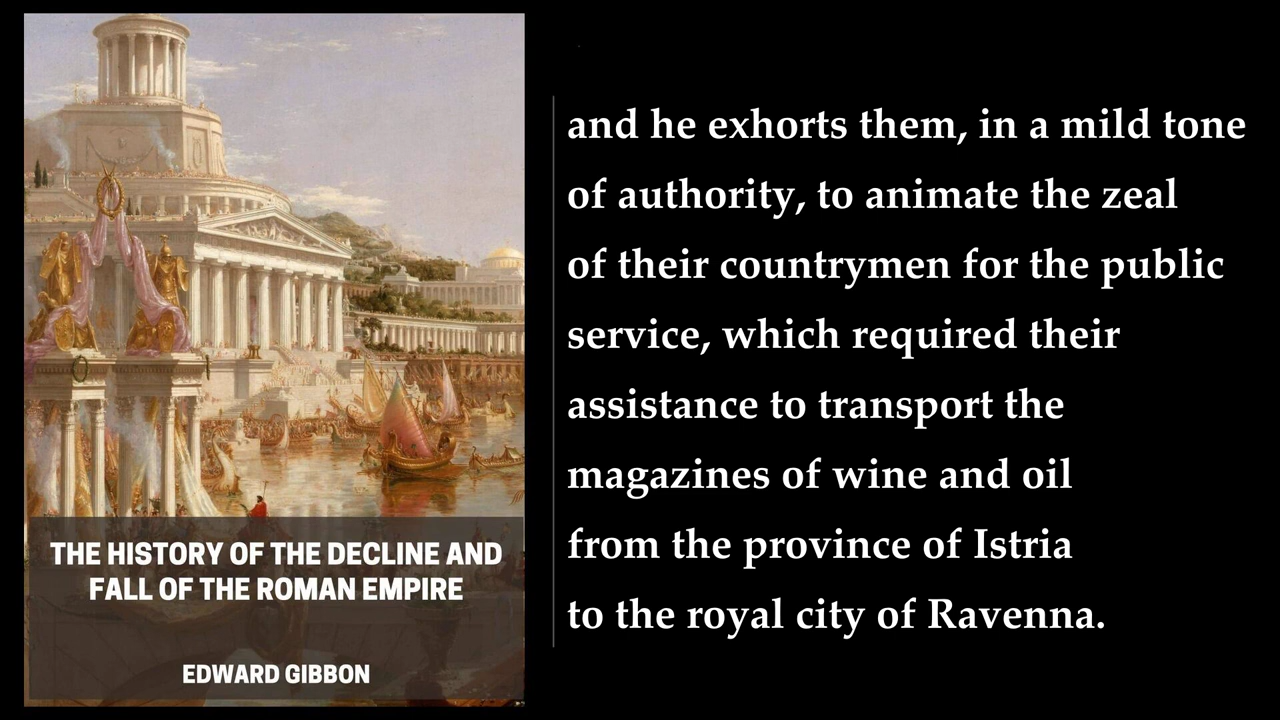 THE HISTORY OF THE DECLINE AND
FALL OF THE ROMAN EMPIRE
EDWARD GIBBON
and he exhorts them, in a mild tone
of authority, to animate the zeal
of their countrymen for the public
service, which required their
assistance to transport the
magazines of wine and oil
from the province of Istria
to the royal city of Ravenna.